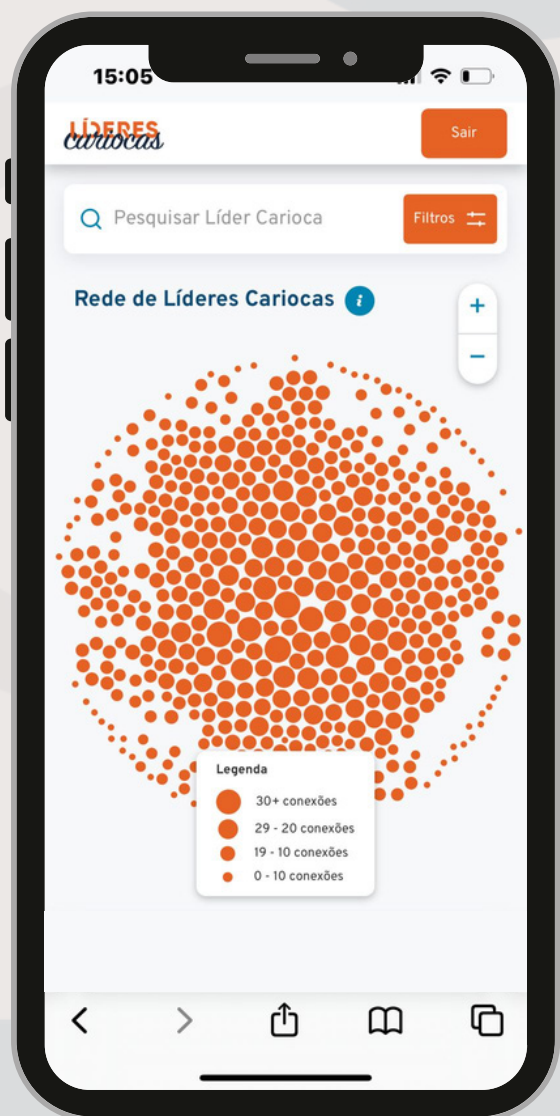 15:05
LÍDERES
cariocas
Sair
Pesquisar Líder Carioca
Filtros
Rede de Líderes Cariocas i
+
−
Legenda
30+ conexões
29 - 20 conexões
19 - 10 conexões
0 - 10 conexões